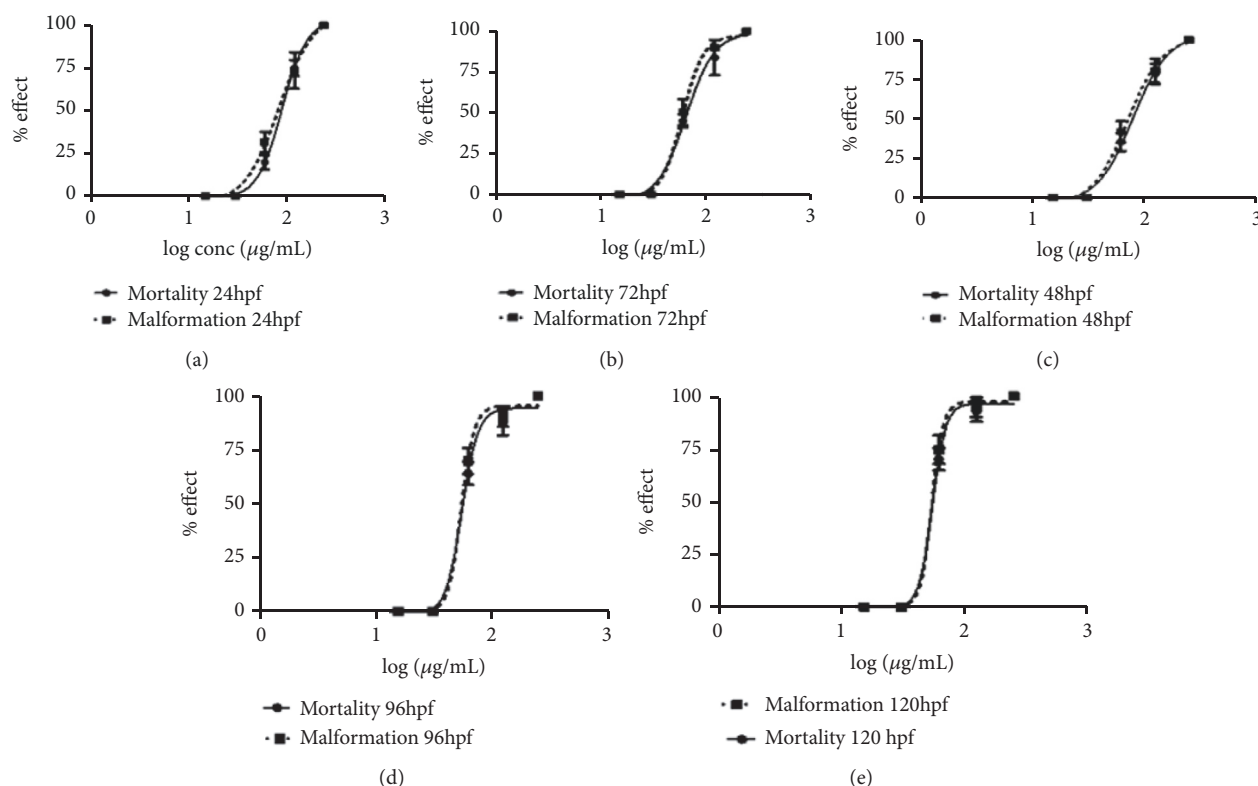 100
75
50
25
0
% effect
0 1 2 3
log conc (µg/mL)
Mortality 24hpf
Malformation 24hpf
(a)
100
75
50
25
0
% effect
0 1 2 3
log (µg/mL)
Mortality 72hpf
Malformation 72hpf
(b)
100
75
50
25
0
% effect
0 1 2 3
log (µg/mL)
Mortality 48hpf
Malformation 48hpf
(c)
100
75
50
25
0
% effect
0 1 2 3
log (µg/mL)
Mortality 96hpf
Malformation 96hpf
(d)
100
75
50
25
0
% effect
0 1 2 3
log (µg/mL)
Malformation 120hpf
Mortality 120 hpf
(e)